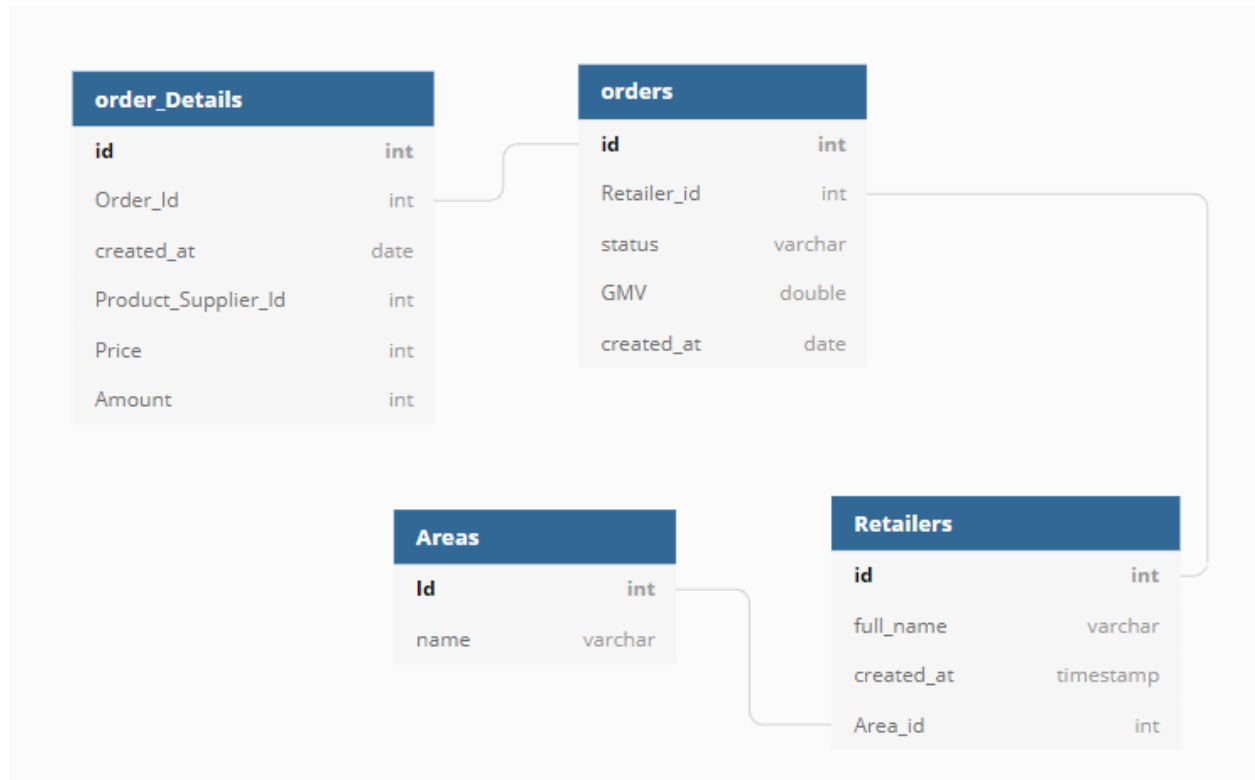 order_Details
id int
Order_Id int
created_at date
Product_Supplier_Id int
Price int
Amount int
orders
id int
Retailer_id int
status varchar
GMV double
created_at date
Areas
Id int
name varchar
Retailers
id int
full_name varchar
created_at timestamp
Area_id int